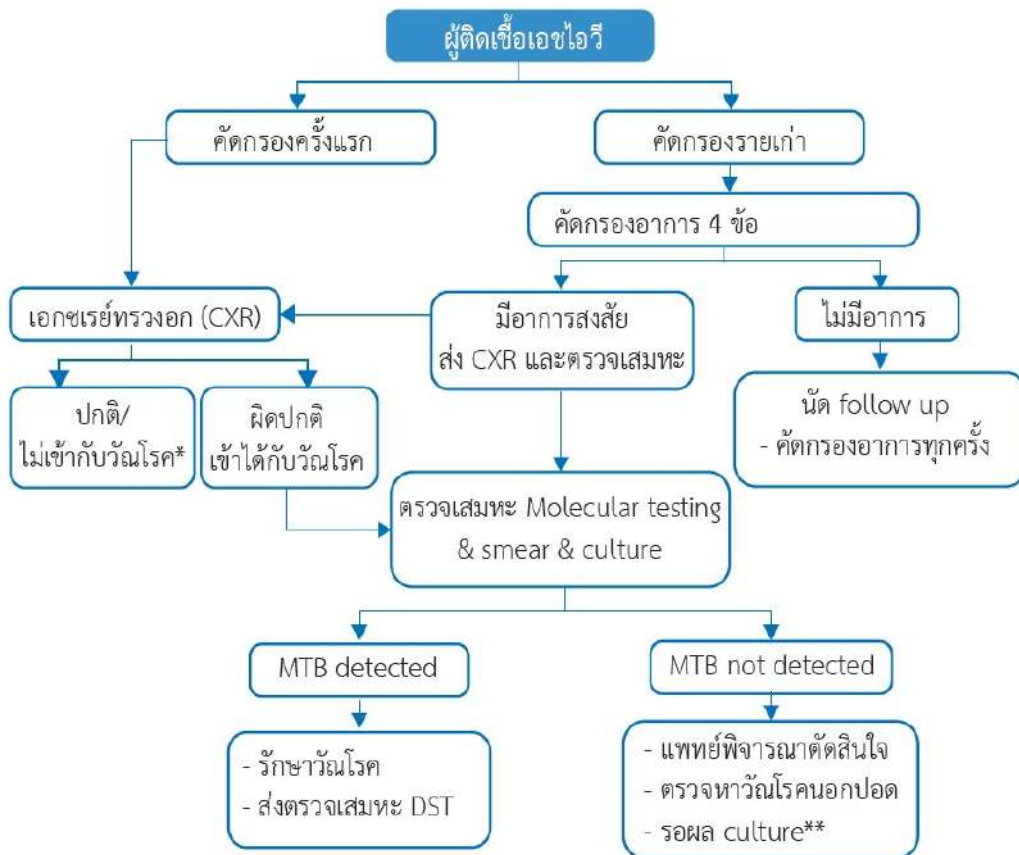 ผู้ติดเชื้อเอชไอวี
คัดกรองครั้งแรก
คัดกรองรายเก่า
คัดกรองอาการ 4 ข้อ
เอกซเรย์ทรวงอก (CXR)
มีอาการสงสัย
ส่ง CXR และตรวจเสมหะ
ไม่มีอาการ
ปกติ/
ไม่เข้ากับวัณโรค*
ผิดปกติ
เข้าได้กับวัณโรค
นัด follow up
- คัดกรองอาการทุกครั้ง
ตรวจเสมหะ Molecular testing
& smear & culture
MTB detected
MTB not detected
- รักษาวัณโรค
- ส่งตรวจเสมหะ DST
- แพทย์พิจารณาตัดสินใจ
- ตรวจหาวัณโรคนอกปอด
- รอผล culture**